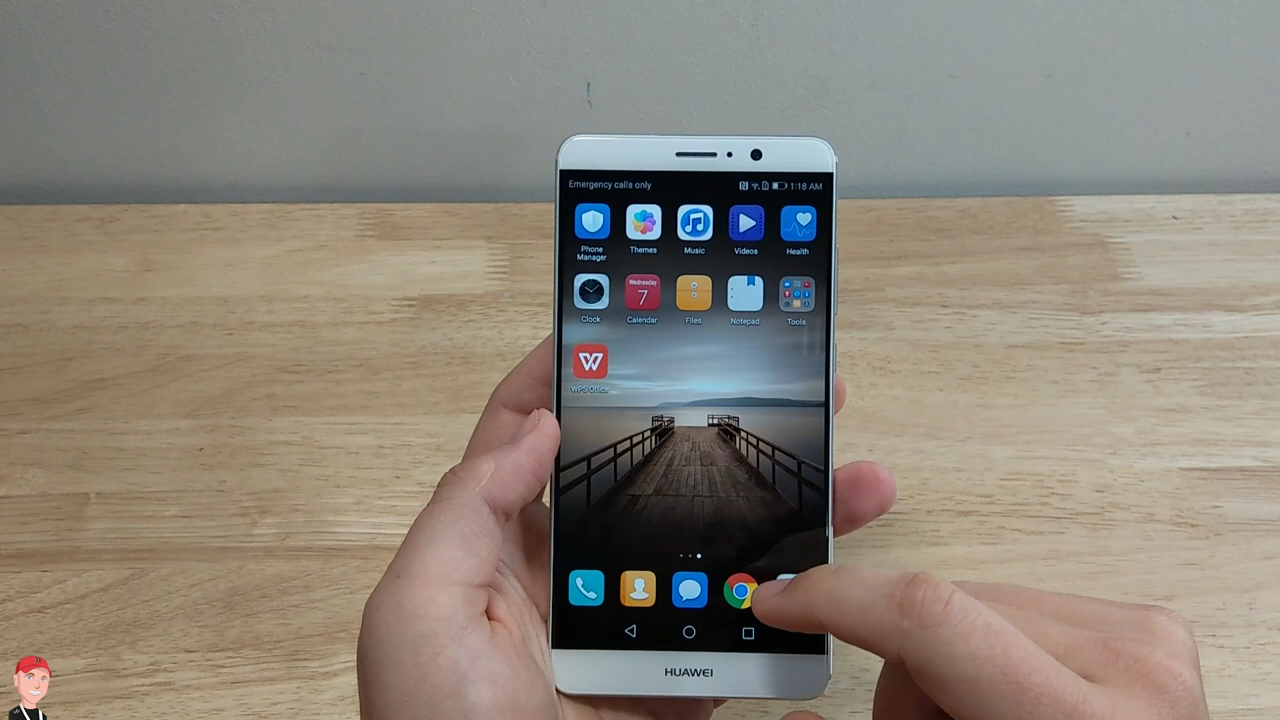 Emergency calls only 1:18 AM
Phone Manager
Themes
Music
Videos
Health
Wednesday
7
Clock
Calendar
Files
Notepad
Tools
WPS Office
HUAWEI